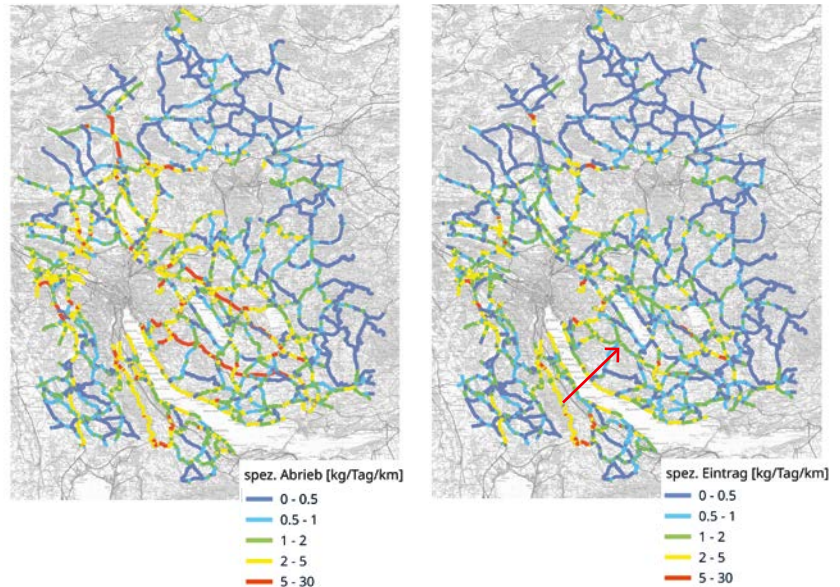 spez. Abrieb [kg/Tag/km]
0 - 0.5
0.5 - 1
1 - 2
2 - 5
5 - 30
spez. Eintrag [kg/Tag/km]
0 - 0.5
0.5 - 1
1 - 2
2 - 5
5 - 30